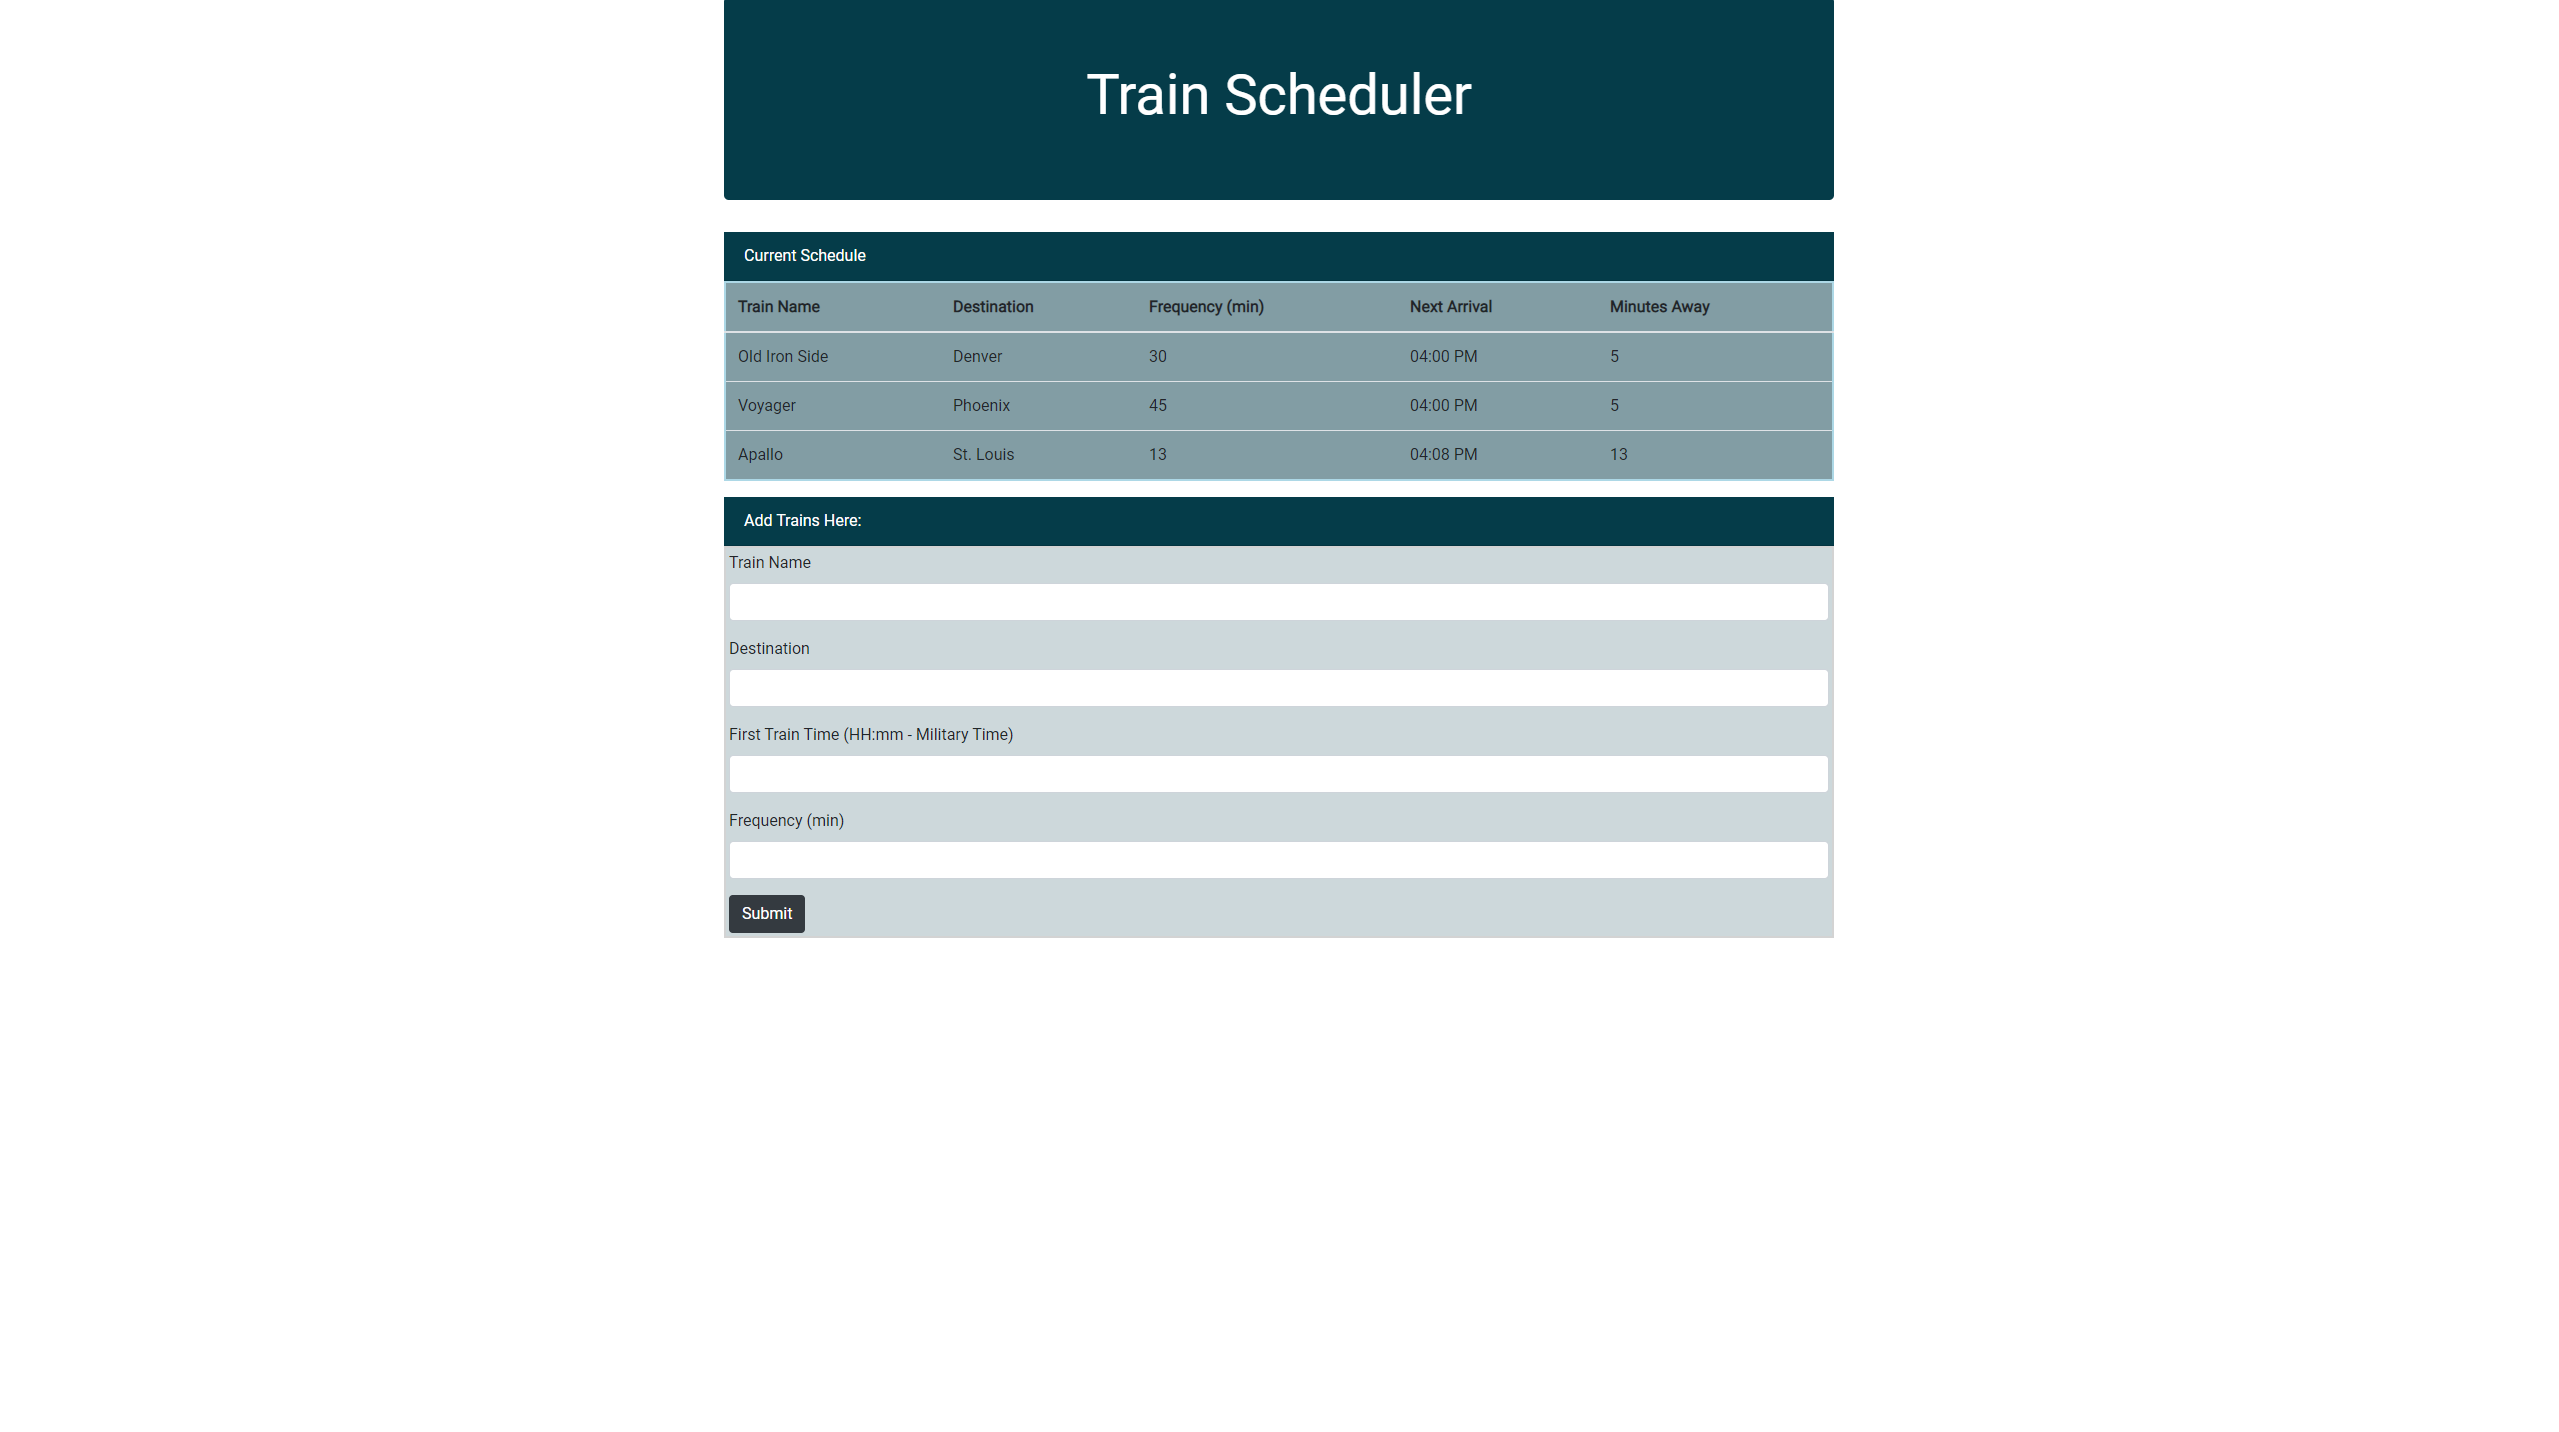 Train Scheduler
Current Schedule
Train Name Destination Frequency (min) Next Arrival Minutes Away
Old Iron Side Denver 30 04:00 PM 5
Voyager Phoenix 45 04:00 PM 5
Apallo St. Louis 13 04:08 PM 13
Add Trains Here:
Train Name
Destination
First Train Time (HH:mm - Military Time)
Frequency (min)
Submit